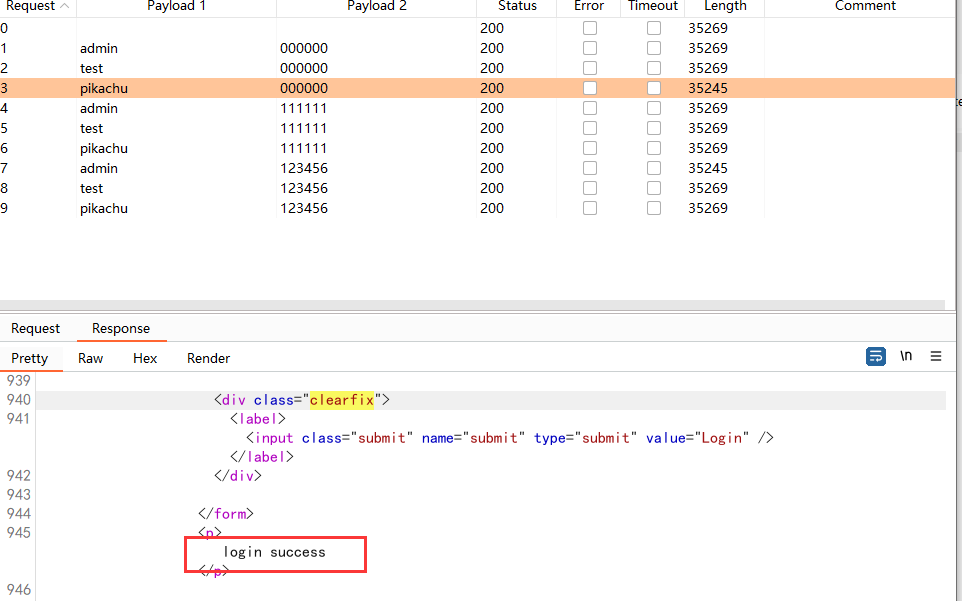 Request Payload 1 Payload 2 Status Error Timeout Length Comment
0 200 35269
1 admin 000000 200 35269
2 test 000000 200 35269
3 pikachu 000000 200 35245
4 admin 111111 200 35269
5 test 111111 200 35269
6 pikachu 111111 200 35269
7 admin 123456 200 35245
8 test 123456 200 35269
9 pikachu 123456 200 35269
Request Response
Pretty Raw Hex Render \n
939
940 <div class="clearfix">
941 <label>
<input class="submit" name="submit" type="submit" value="Login" />
</label>
942 </div>
943
944 </form>
945 <p>
login success
</p>
946